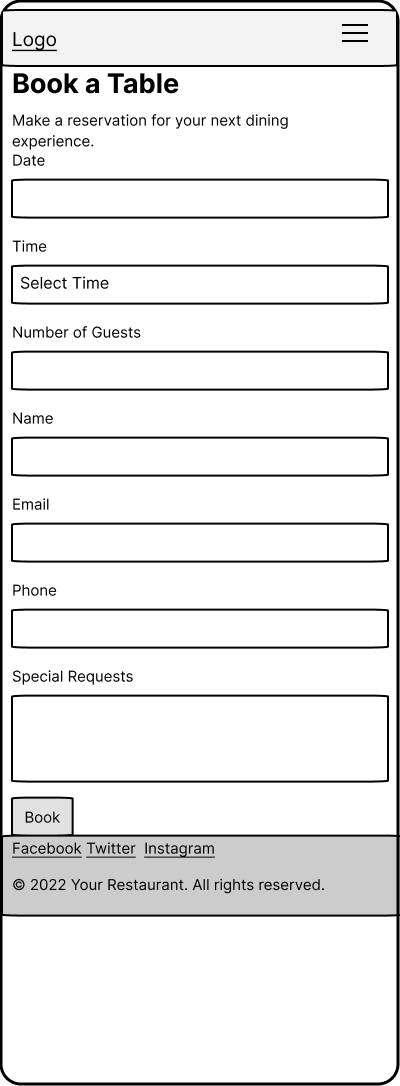 Logo
Book a Table
Make a reservation for your next dining
experience.
Date
Time
Select Time
Number of Guests
Name
Email
Phone
Special Requests
Book
Facebook Twitter Instagram
© 2022 Your Restaurant. All rights reserved.